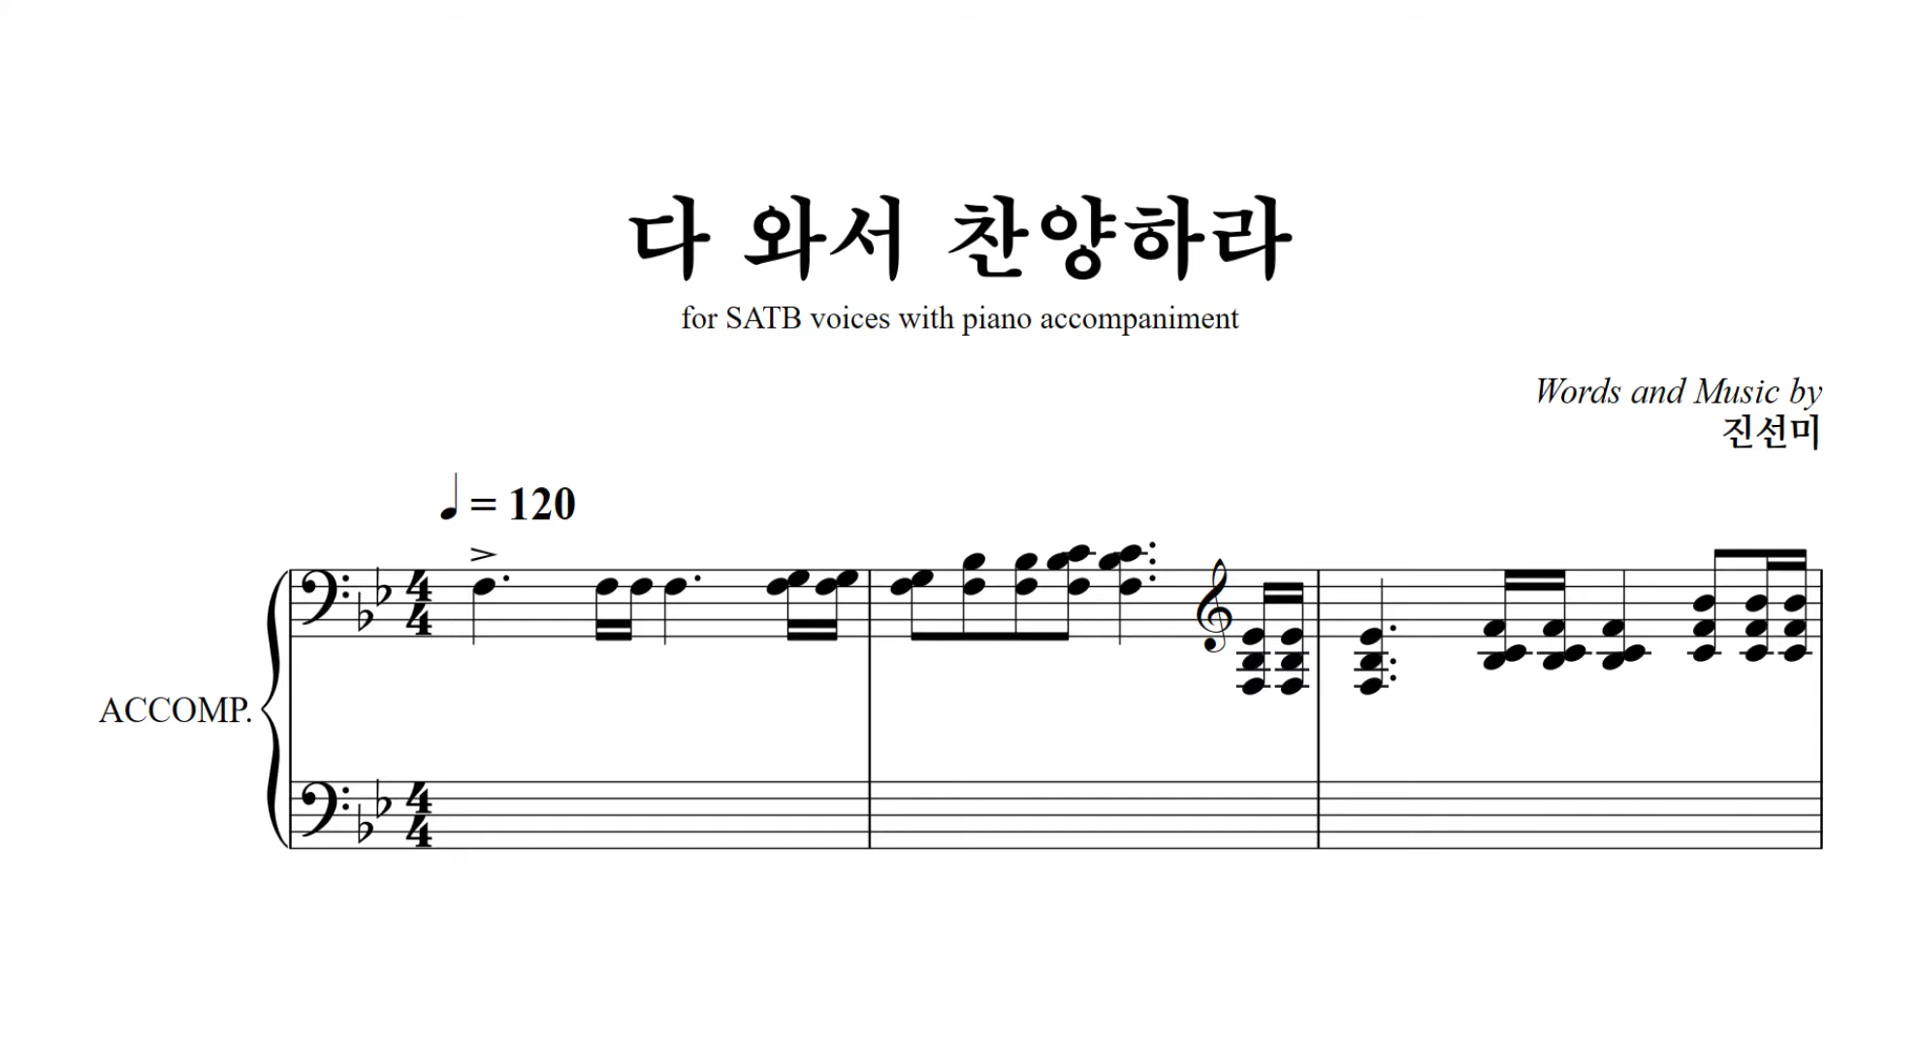 다 와서 찬양하라
for SATB voices with piano accompaniment
Words and Music by
진선미
♩ = 120
ACCOMP.